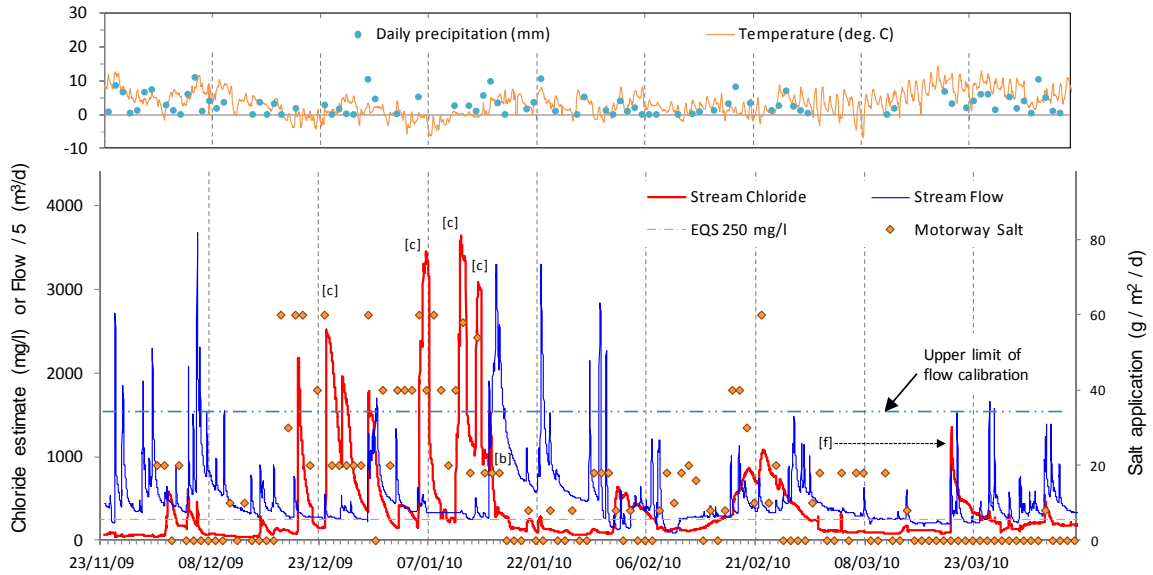 30
20
10
0
-10
Daily precipitation (mm)
Temperature (deg. C)
Chloride estimate (mg/l) or Flow / 5 (m³/d)
4000
3000
2000
1000
0
Stream Chloride
Stream Flow
EQS 250 mg/l
Motorway Salt
[c]
[c]
[c]
[c]
[b]
[f]
Upper limit of
flow calibration
80
60
40
20
0
Salt application (g / m² / d)
23/11/09
08/12/09
23/12/09
07/01/10
22/01/10
06/02/10
21/02/10
08/03/10
23/03/10